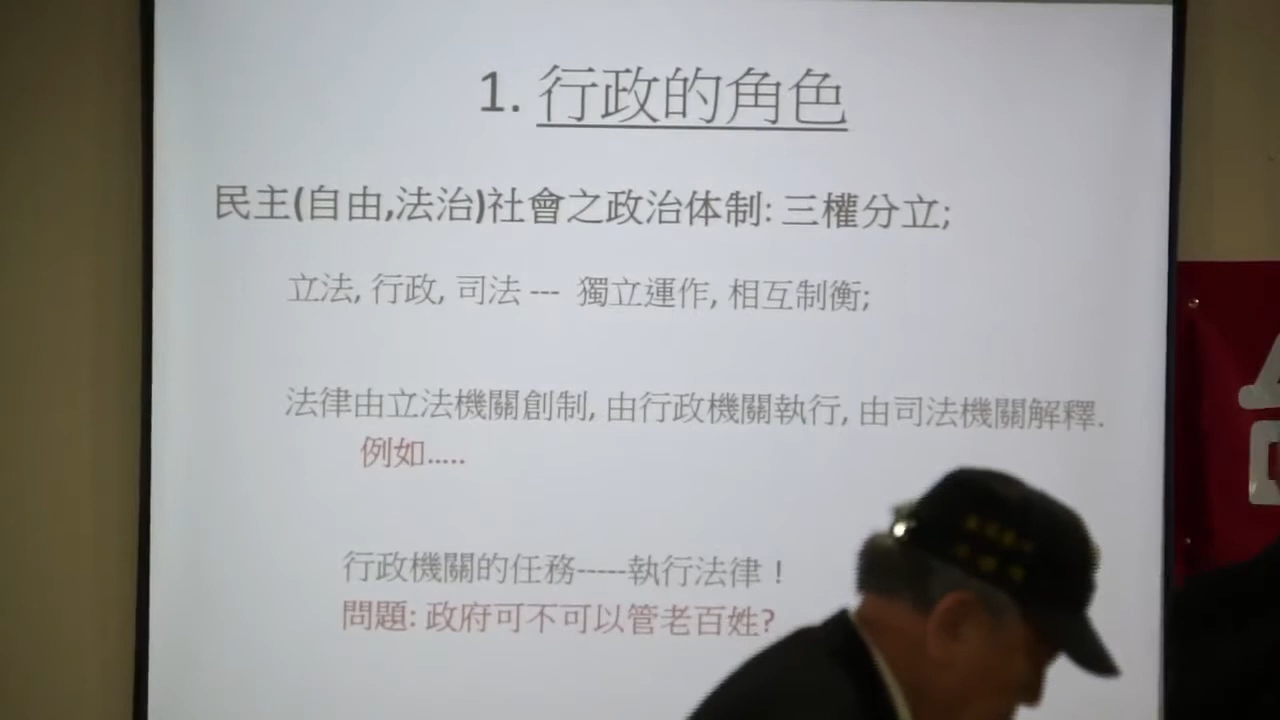 1. 行政的角色
民主(自由,法治)社會之政治体制: 三權分立;
立法, 行政, 司法 --- 獨立運作, 相互制衡;
法律由立法機關創制, 由行政機關執行, 由司法機關解釋.
例如.....
行政機關的任務-----執行法律！
問題: 政府可不可以管老百姓?